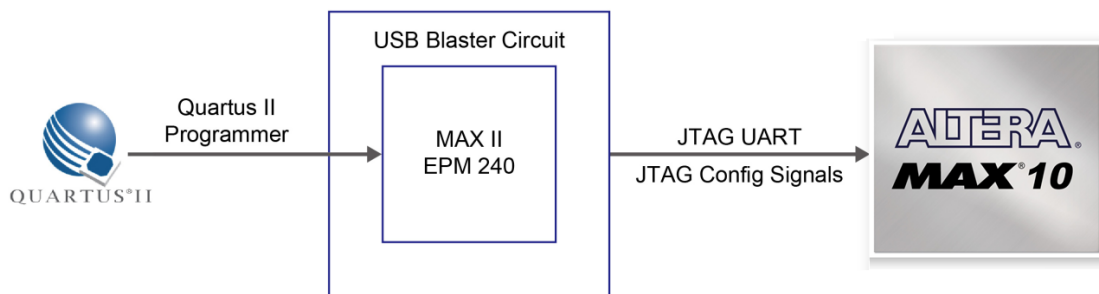 USB Blaster Circuit
Quartus II
Programmer
QUARTUS®II
MAX II
EPM 240
JTAG UART
JTAG Config Signals
ALTERA®
MAX®10